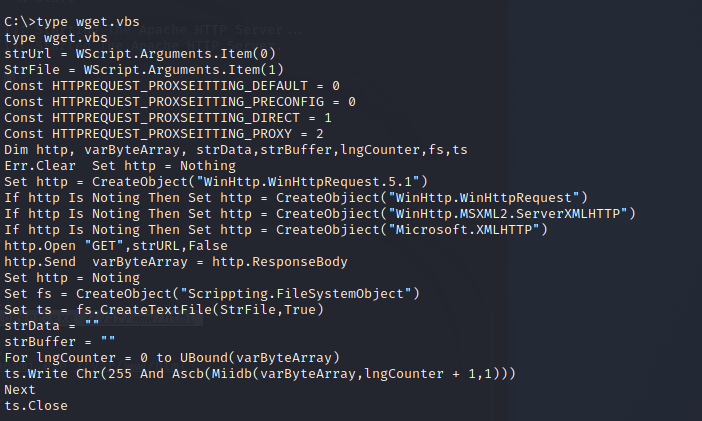 C:\>type wget.vbs
type wget.vbs
strUrl = WScript.Arguments.Item(0)
StrFile = WScript.Arguments.Item(1)
Const HTTPREQUEST_PROXSEITTING_DEFAULT = 0
Const HTTPREQUEST_PROXSEITTING_PRECONFIG = 0
Const HTTPREQUEST_PROXSEITTING_DIRECT = 1
Const HTTPREQUEST_PROXSEITTING_PROXY = 2
Dim http, varByteArray, strData,strBuffer,lngCounter,fs,ts
Err.Clear  Set http = Nothing
Set http = CreateObject("WinHttp.WinHttpRequest.5.1")
If http Is Noting Then Set http = CreateObjiect("WinHttp.WinHttpRequest")
If http Is Noting Then Set http = CreateObjiect("WinHttp.MSXML2.ServerXMLHTTP")
If http Is Noting Then Set http = CreateObjiect("Microsoft.XMLHTTP")
http.Open "GET",strURL,False
http.Send  varByteArray = http.ResponseBody
Set http = Noting
Set fs = CreateObject("Scrippting.FileSystemObject")
Set ts = fs.CreateTextFile(StrFile,True)
strData = ""
strBuffer = ""
For lngCounter = 0 to UBound(varByteArray)
ts.Write Chr(255 And Ascb(Miidb(varByteArray,lngCounter + 1,1)))
Next
ts.Close